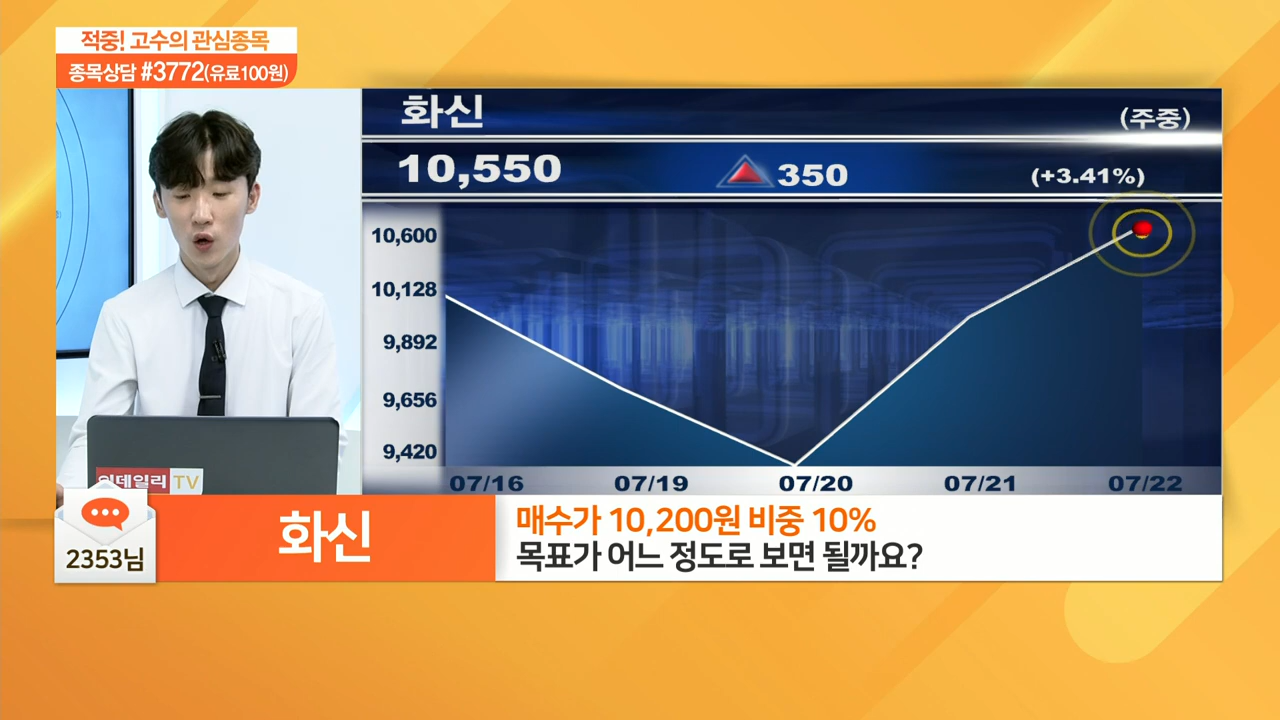 적중! 고수의 관심종목
종목상담 #3772(유료100원)
화신
(주중)
10,550
350
(+3.41%)
10,600
10,128
9,892
9,656
9,420
07/16
07/19
07/20
07/21
07/22
이데일리 TV
2353님
화신
매수가 10,200원 비중 10%
목표가 어느 정도로 보면 될까요?